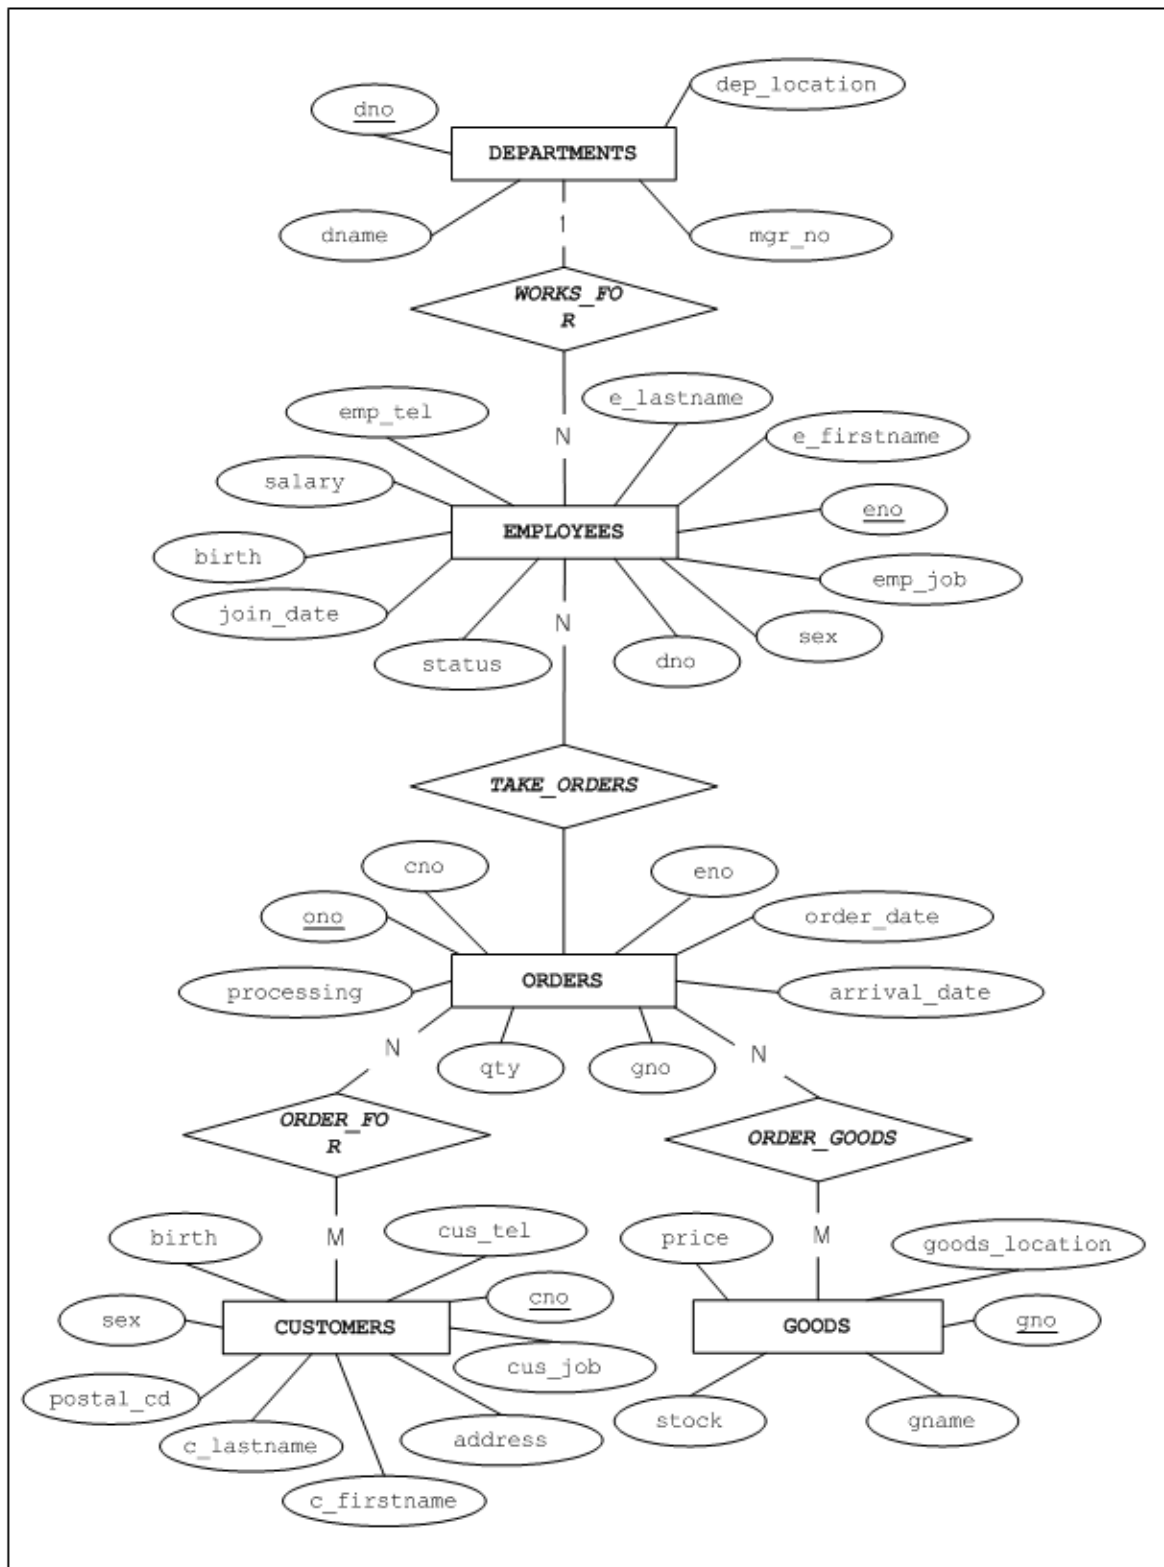 dep_location
dno
DEPARTMENTS
dname
mgr_no
1
WORKS_FO
R
e_lastname
emp_tel
e_firstname
N
salary
eno
EMPLOYEES
birth
emp_job
join_date
N
sex
status
dno
TAKE_ORDERS
cno
eno
ono
order_date
ORDERS
processing
arrival_date
N
N
qty
gno
ORDER_FO
R
ORDER_GOODS
cus_tel
birth
M
price
M
goods_location
cno
sex
CUSTOMERS
GOODS
gno
cus_job
postal_cd
c_lastname
address
stock
gname
c_firstname